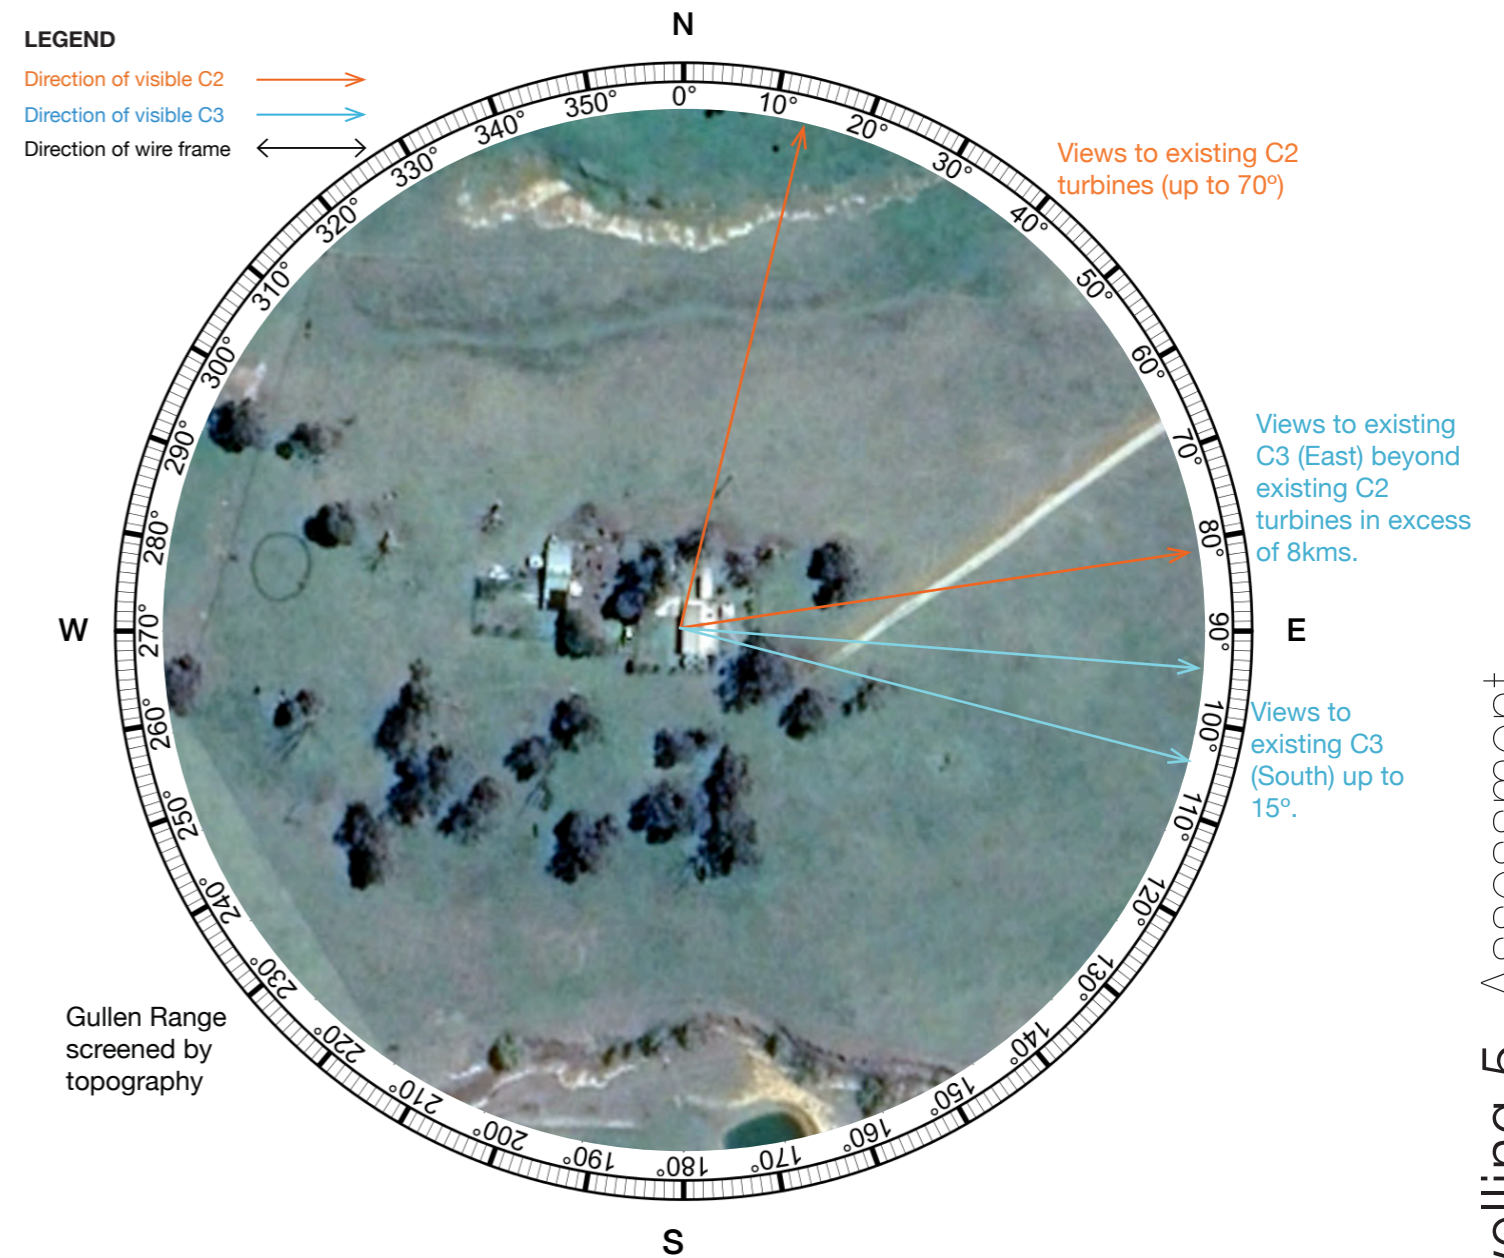 LEGEND
Direction of visible C2
Direction of visible C3
Direction of wire frame
N
0°
10°
20°
30°
40°
50°
60°
70°
80°
90°
100°
110°
120°
130°
140°
150°
160°
170°
180°
190°
200°
210°
220°
230°
240°
250°
260°
270°
280°
290°
300°
310°
320°
330°
340°
350°
E
S
W
Views to existing C2
turbines (up to 70º)
Views to existing
C3 (East) beyond
existing C2
turbines in excess
of 8kms.
Views to
existing C3
(South) up to
15º.
Gullen Range
screened by
topography
5